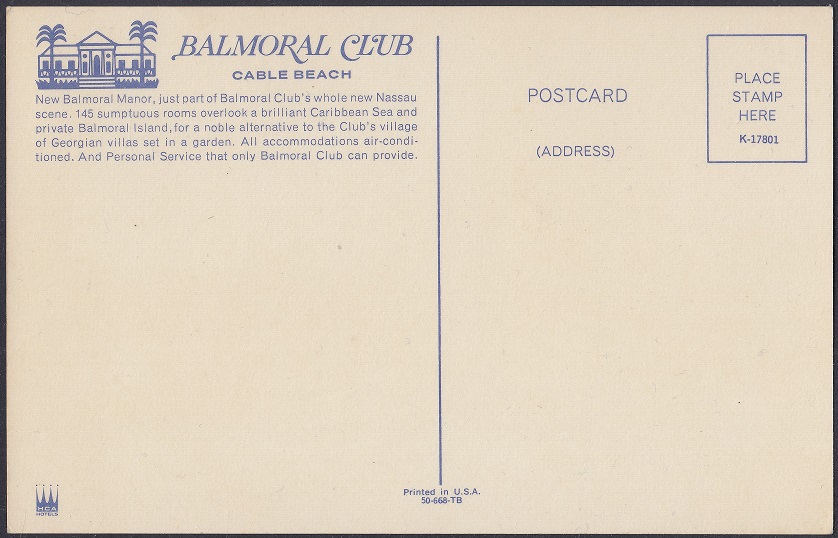 BALMORAL CLUB
CABLE BEACH
New Balmoral Manor, just part of Balmoral Club's whole new Nassau
scene. 145 sumptuous rooms overlook a brilliant Caribbean Sea and
private Balmoral Island, for a noble alternative to the Club's village
of Georgian villas set in a garden. All accommodations air-condi-
tioned. And Personal Service that only Balmoral Club can provide.
POSTCARD
(ADDRESS)
PLACE
STAMP
HERE
K-17801
HCA
HOTELS
Printed in U.S.A.
50-668-TB